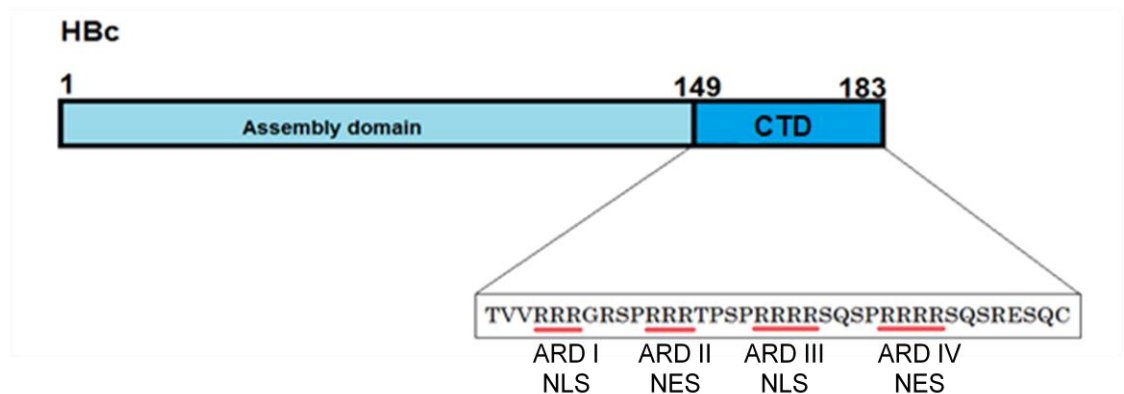 HBc
1 149 183
Assembly domain CTD
TVVRRRGRSPRRRTPSPRRRRSQSPRRRRSQSRESQC
ARD I ARD II ARD III ARD IV
NLS NES NLS NES